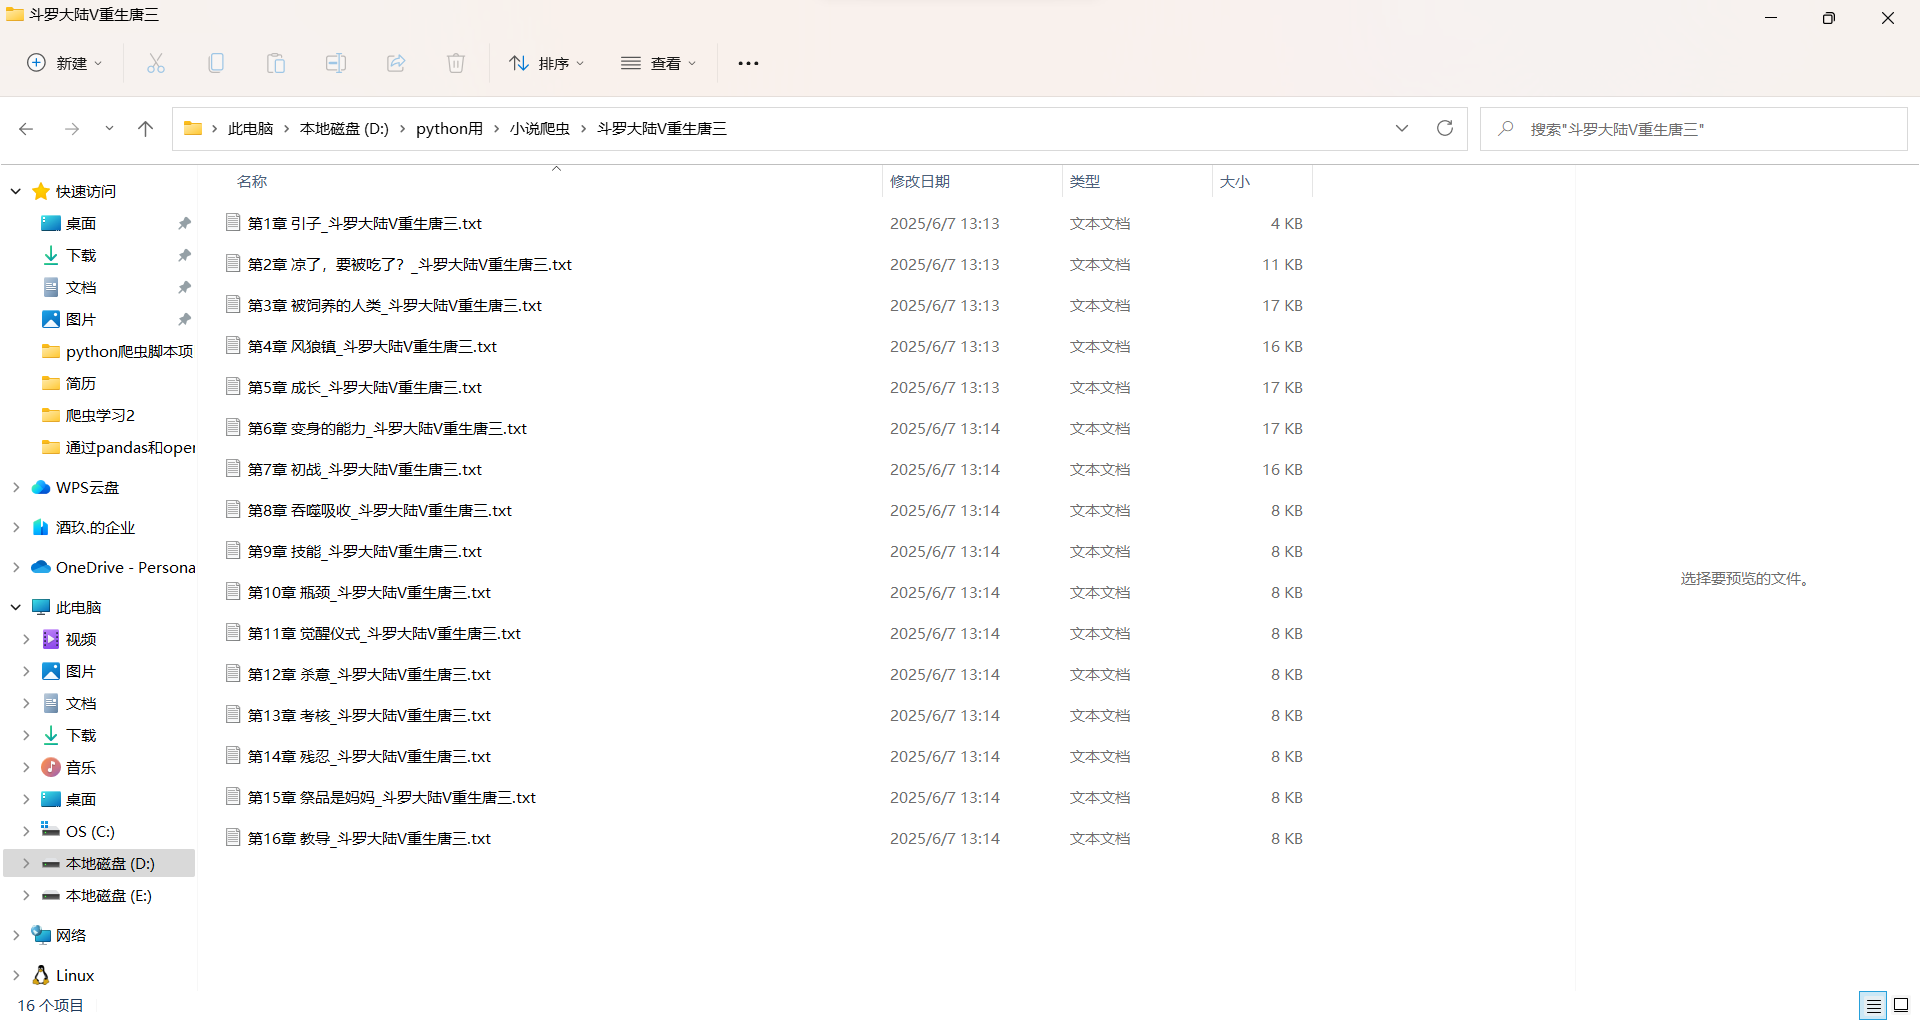 斗罗大陆V重生唐三
新建 排序 查看
此电脑 本地磁盘 (D:) python用 小说爬虫 斗罗大陆V重生唐三
搜索"斗罗大陆V重生唐三"
快速访问
桌面
下载
文档
图片
python爬虫脚本项
简历
爬虫学习2
通过pandas和oper
WPS云盘
酒玖.的企业
OneDrive - Persona
此电脑
视频
图片
文档
下载
音乐
桌面
OS (C:)
本地磁盘 (D:)
本地磁盘 (E:)
网络
Linux
名称 修改日期 类型 大小
第1章 引子_斗罗大陆V重生唐三.txt 2025/6/7 13:13 文本文档 4 KB
第2章 凉了，要被吃了？_斗罗大陆V重生唐三.txt 2025/6/7 13:13 文本文档 11 KB
第3章 被饲养的人类_斗罗大陆V重生唐三.txt 2025/6/7 13:13 文本文档 17 KB
第4章 风狼镇_斗罗大陆V重生唐三.txt 2025/6/7 13:13 文本文档 16 KB
第5章 成长_斗罗大陆V重生唐三.txt 2025/6/7 13:13 文本文档 17 KB
第6章 变身的能力_斗罗大陆V重生唐三.txt 2025/6/7 13:14 文本文档 17 KB
第7章 初战_斗罗大陆V重生唐三.txt 2025/6/7 13:14 文本文档 16 KB
第8章 吞噬吸收_斗罗大陆V重生唐三.txt 2025/6/7 13:14 文本文档 8 KB
第9章 技能_斗罗大陆V重生唐三.txt 2025/6/7 13:14 文本文档 8 KB
第10章 瓶颈_斗罗大陆V重生唐三.txt 2025/6/7 13:14 文本文档 8 KB
第11章 觉醒仪式_斗罗大陆V重生唐三.txt 2025/6/7 13:14 文本文档 8 KB
第12章 杀意_斗罗大陆V重生唐三.txt 2025/6/7 13:14 文本文档 8 KB
第13章 考核_斗罗大陆V重生唐三.txt 2025/6/7 13:14 文本文档 8 KB
第14章 残忍_斗罗大陆V重生唐三.txt 2025/6/7 13:14 文本文档 8 KB
第15章 祭品是妈妈_斗罗大陆V重生唐三.txt 2025/6/7 13:14 文本文档 8 KB
第16章 教导_斗罗大陆V重生唐三.txt 2025/6/7 13:14 文本文档 8 KB
选择要预览的文件。
16 个项目